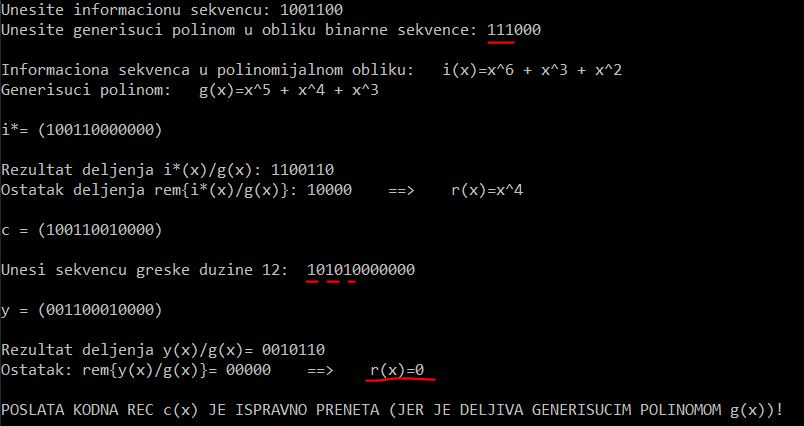 Unesite informacionu sekvencu: 1001100
Unesite generisuci polinom u obliku binarne sekvence: 111000
Informaciona sekvenca u polinomijalnom obliku:   i(x)=x^6 + x^3 + x^2
Generisuci polinom:   g(x)=x^5 + x^4 + x^3
i*= (100110000000)
Rezultat deljenja i*(x)/g(x): 1100110
Ostatak deljenja rem{i*(x)/g(x)}: 10000    ==>    r(x)=x^4
c = (100110010000)
Unesi sekvencu greske duzine 12:  101010000000
y = (001100010000)
Rezultat deljenja y(x)/g(x)= 0010110
Ostatak: rem{y(x)/g(x)}= 00000    ==>    r(x)=0
POSLATA KODNA REC c(x) JE ISPRAVNO PRENETA (JER JE DELJIVA GENERISUCIM POLINOMOM g(x))!